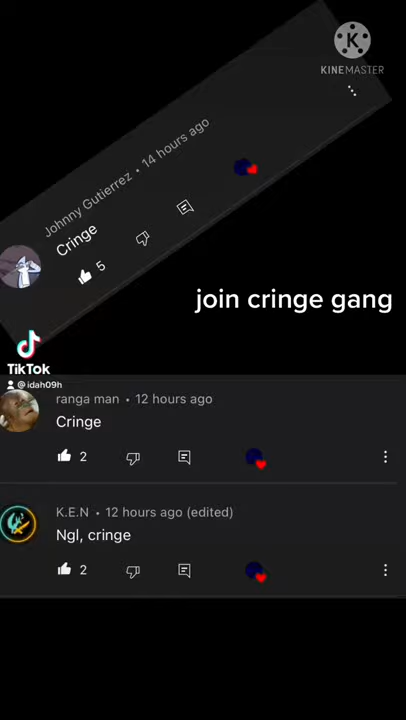 KINEMASTER
Johnny Gutierrez • 14 hours ago
Cringe
5
join cringe gang
TikTok
@idah09h
ranga man • 12 hours ago
Cringe
2
K.E.N • 12 hours ago (edited)
Ngl, cringe
2